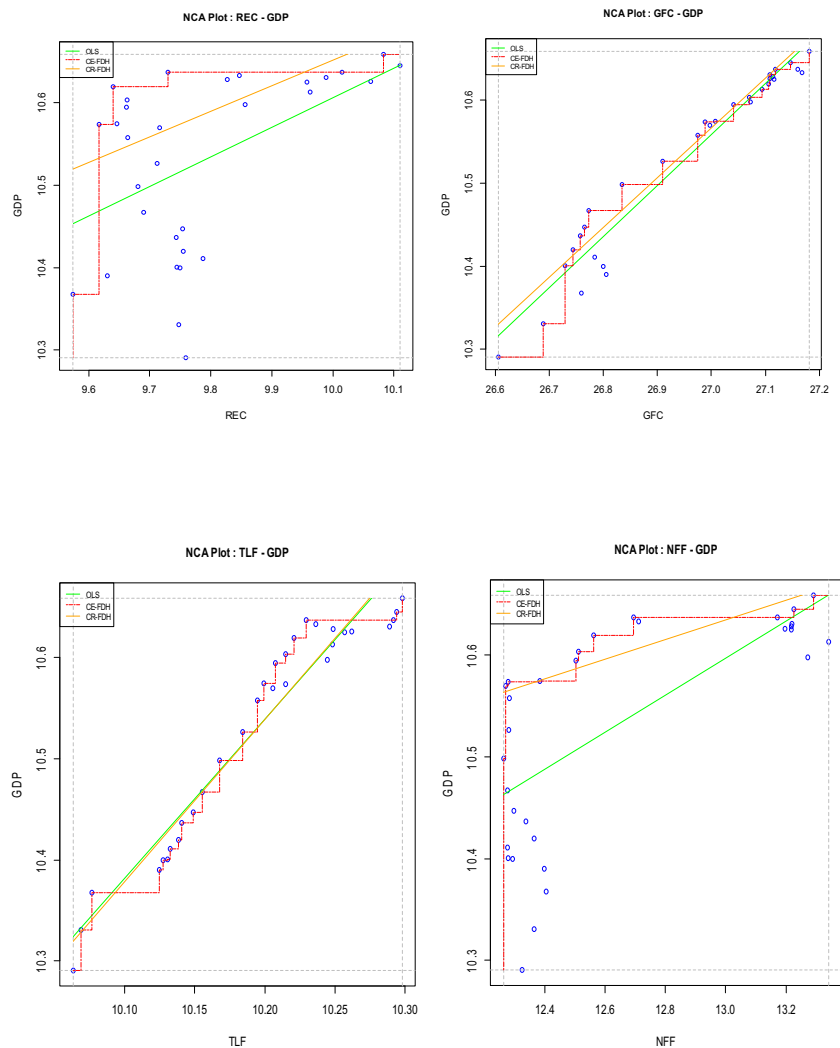 NCA Plot : REC - GDP
OLS
CE-FDH
CR-FDH
10.6
10.5
10.4
10.3
GDP
9.6 9.7 9.8 9.9 10.0 10.1
REC
NCA Plot : GFC - GDP
OLS
CE-FDH
CR-FDH
10.6
10.5
10.4
10.3
GDP
26.6 26.7 26.8 26.9 27.0 27.1 27.2
GFC
NCA Plot : TLF - GDP
OLS
CE-FDH
CR-FDH
10.6
10.5
10.4
10.3
GDP
10.10 10.15 10.20 10.25 10.30
TLF
NCA Plot : NFF - GDP
OLS
CE-FDH
CR-FDH
10.6
10.5
10.4
10.3
GDP
12.4 12.6 12.8 13.0 13.2
NFF